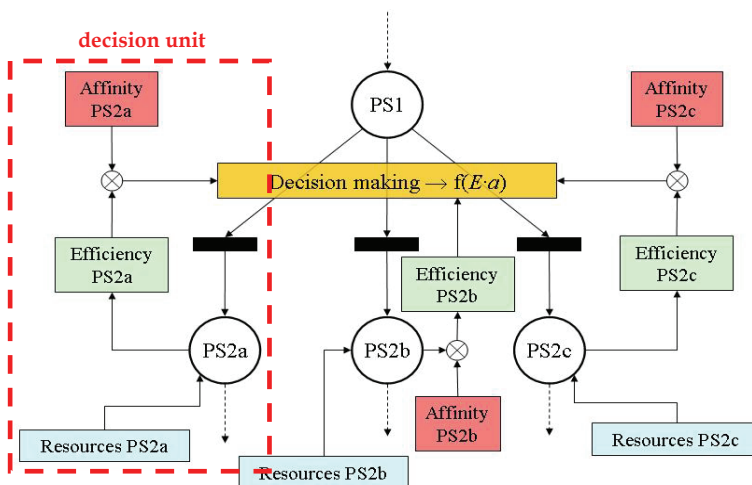 decision unit
Affinity
PS2a
PS1
Affinity
PS2c
Decision making → f(E·a)
Efficiency
PS2a
Efficiency
PS2b
Efficiency
PS2c
PS2a
PS2b
PS2c
Affinity
PS2b
Resources PS2a
Resources PS2b
Resources PS2c